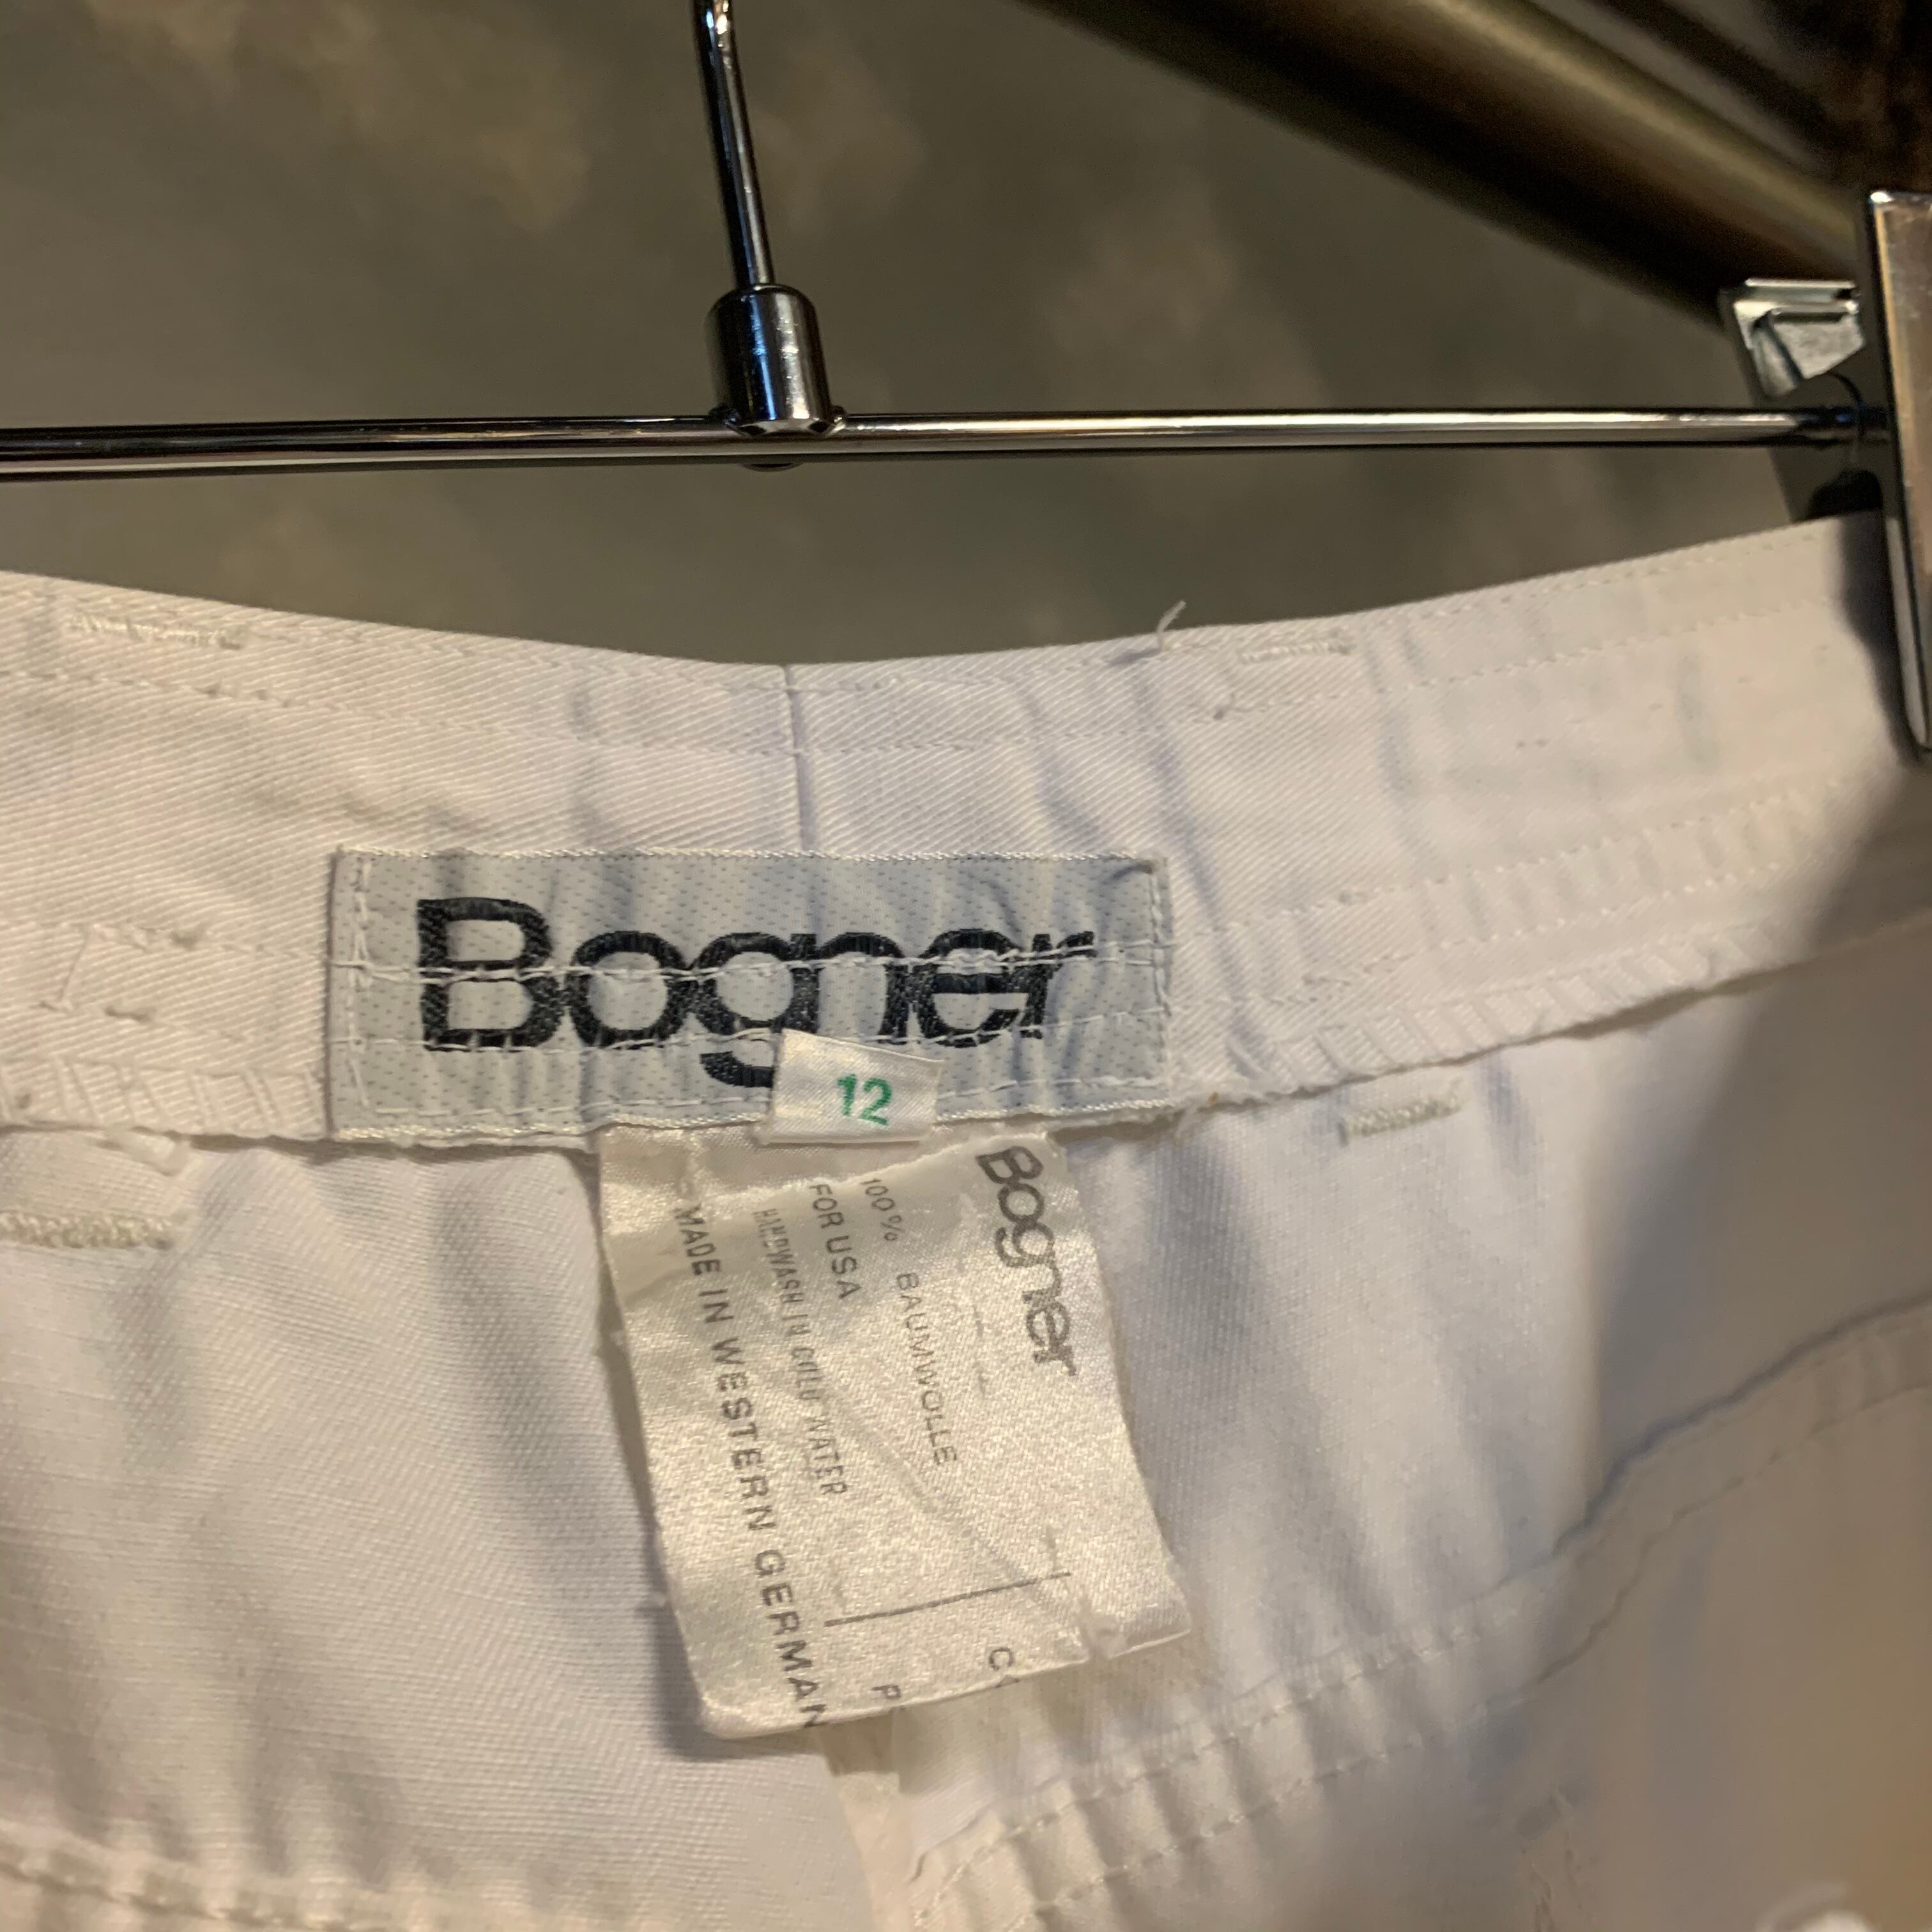 Bogner
12
Bogner
100% BAUMWOLLE
FOR USA
HANDWASH IN COLD WATER
MADE IN WESTERN GERMAN